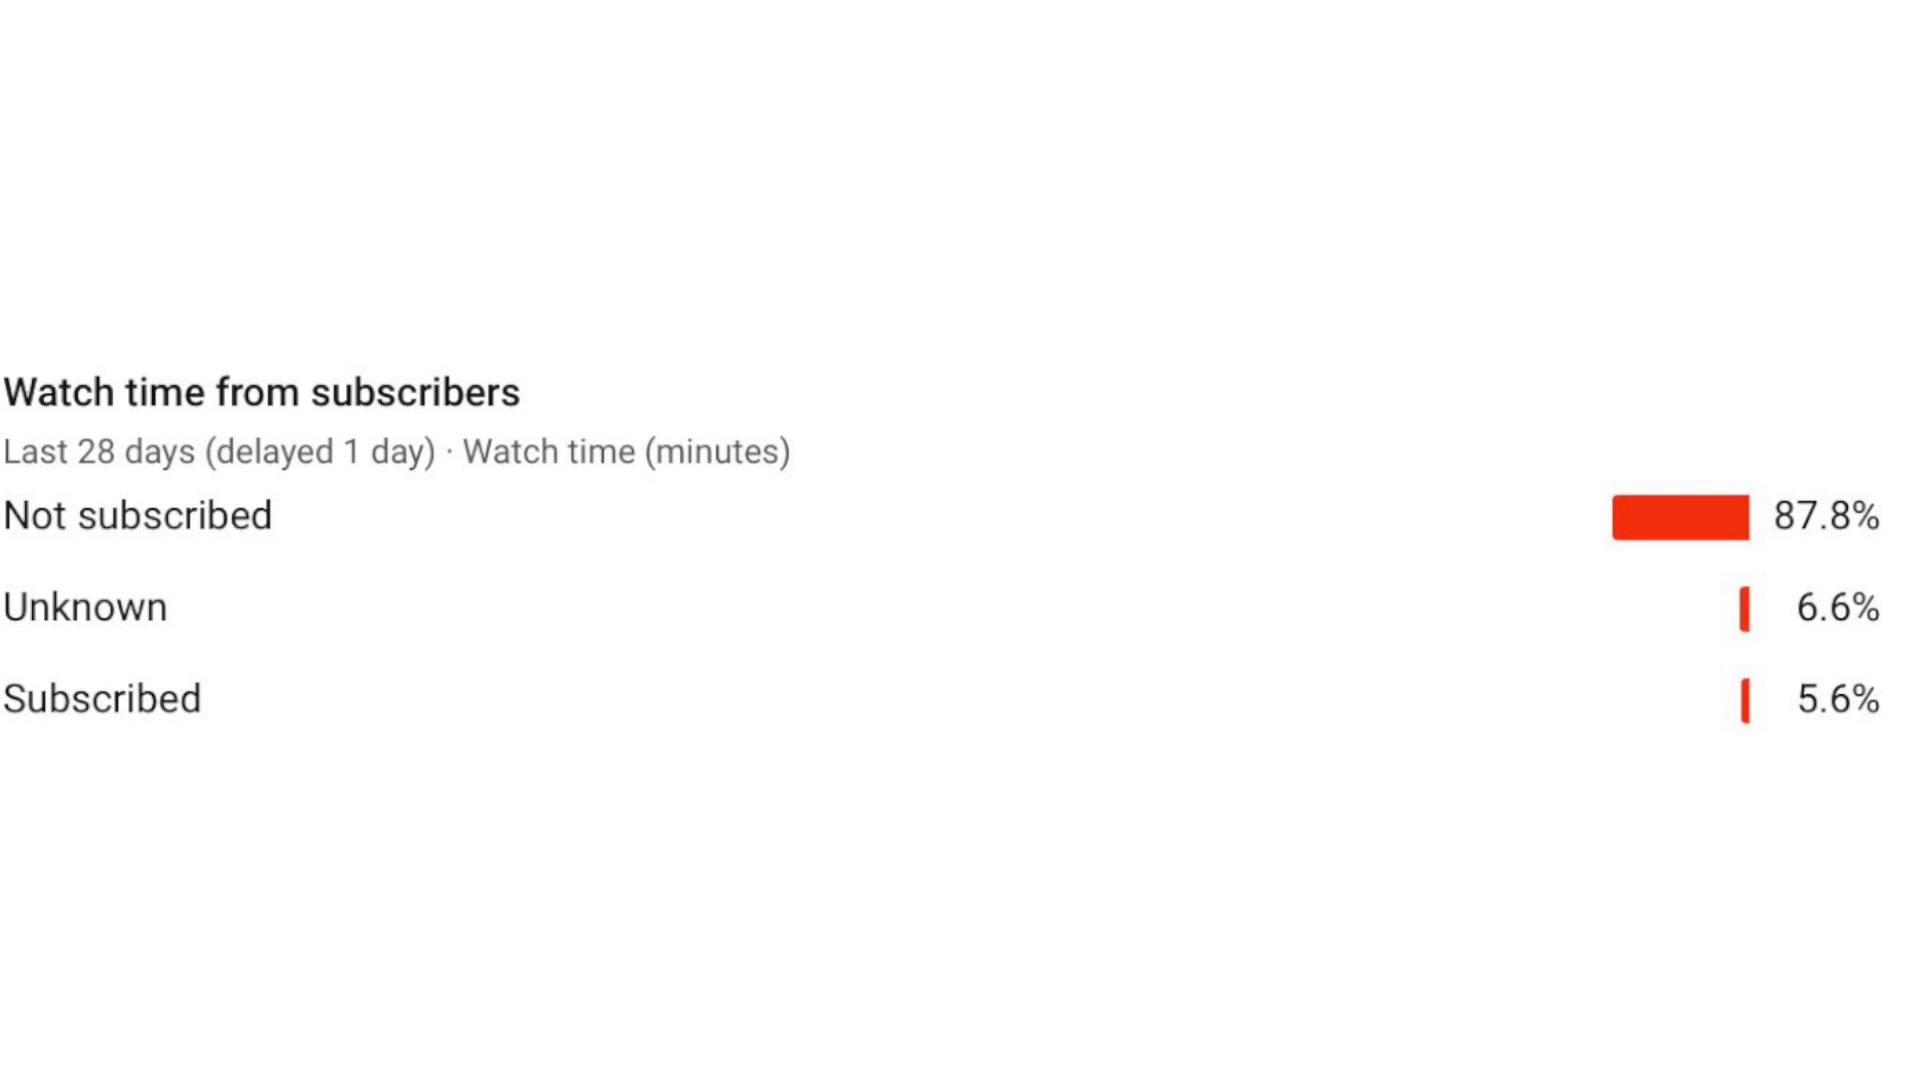 Watch time from subscribers
Last 28 days (delayed 1 day) · Watch time (minutes)
Not subscribed 87.8%
Unknown 6.6%
Subscribed 5.6%